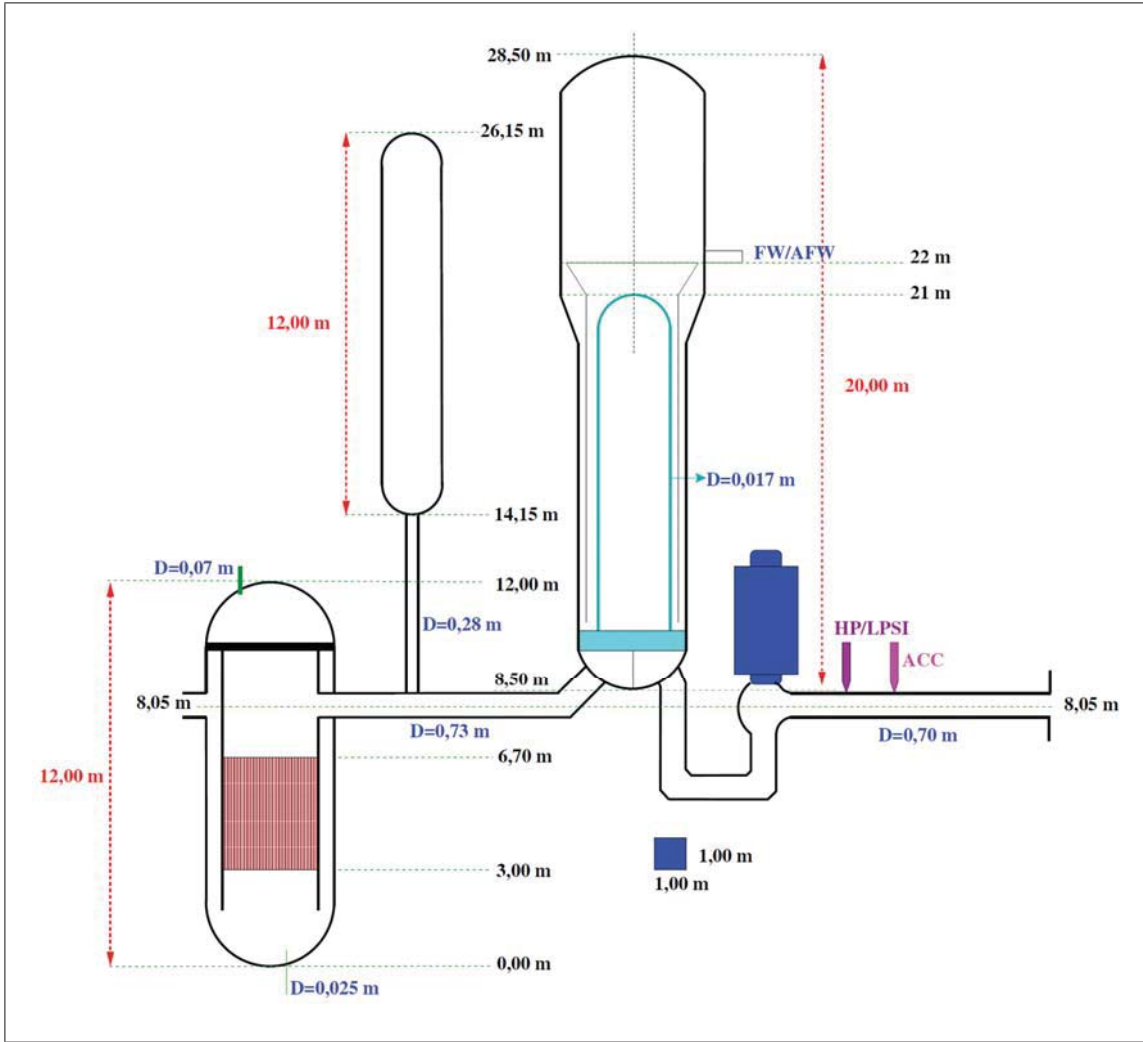 28,50 m
26,15 m
FW/AFW
22 m
21 m
12,00 m
20,00 m
D=0,017 m
14,15 m
D=0,07 m
12,00 m
D=0,28 m
HP/LPSI
ACC
8,50 m
8,05 m
8,05 m
D=0,73 m
D=0,70 m
6,70 m
12,00 m
1,00 m
3,00 m
1,00 m
0,00 m
D=0,025 m